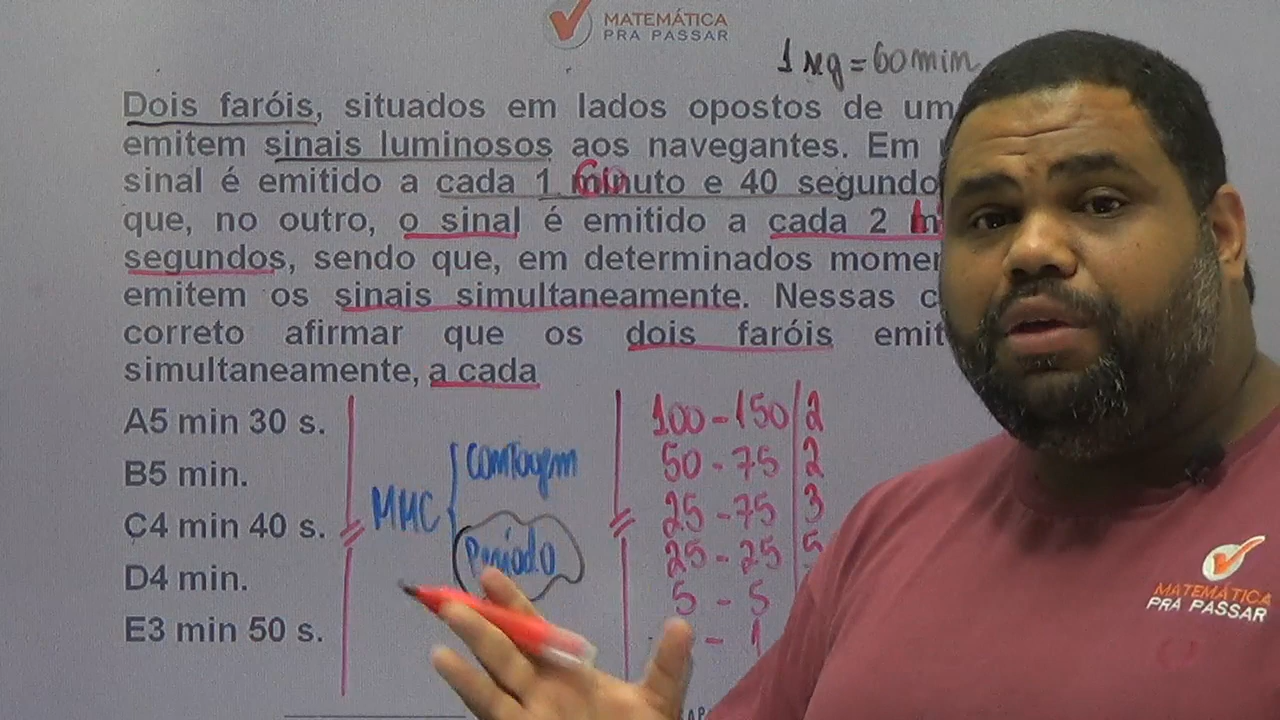 MATEMÁTICA
PRA PASSAR
1 seg = 60 min
Dois faróis, situados em lados opostos de um
emitem sinais luminosos aos navegantes. Em
sinal é emitido a cada 1 minuto e 40 segundo
60
que, no outro, o sinal é emitido a cada 2
segundos, sendo que, em determinados momen
emitem os sinais simultaneamente. Nessas c
correto afirmar que os dois faróis emit
simultaneamente, a cada
A5 min 30 s.
B5 min.
C4 min 40 s.
D4 min.
E3 min 50 s.
MMC
Contagem
Período
100 - 150 | 2
50 - 75 | 2
25 - 75 | 3
25 - 25 | 5
5 - 5
- 1
MATEMÁTICA
PRA PASSAR